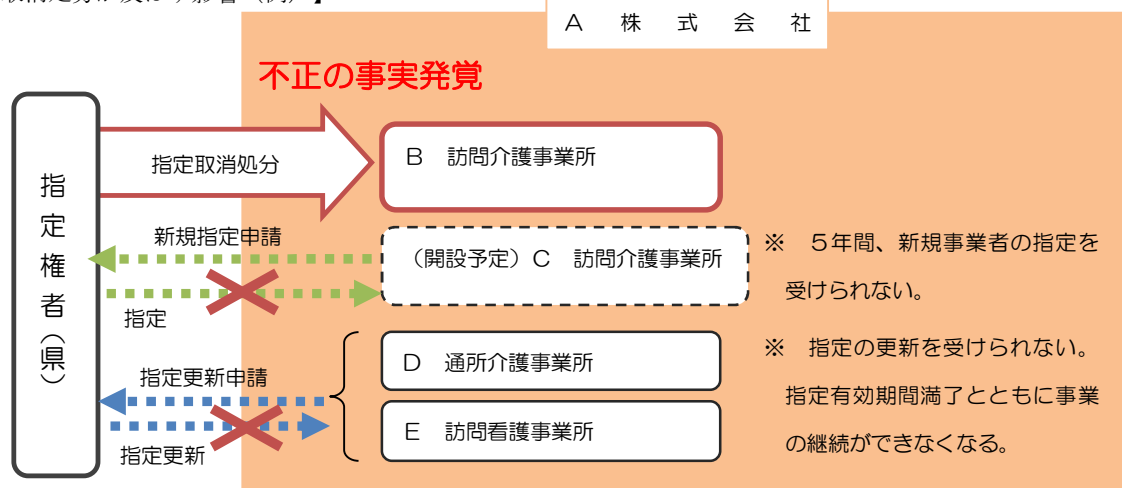 A 株 式 会 社
不正の事実発覚
指定権者（県）
指定取消処分
B 訪問介護事業所
新規指定申請
（開設予定）C 訪問介護事業所
指定
※ 5年間、新規事業者の指定を
受けられない。
指定更新申請
D 通所介護事業所
E 訪問看護事業所
指定更新
※ 指定の更新を受けられない。
指定有効期間満了とともに事業
の継続ができなくなる。